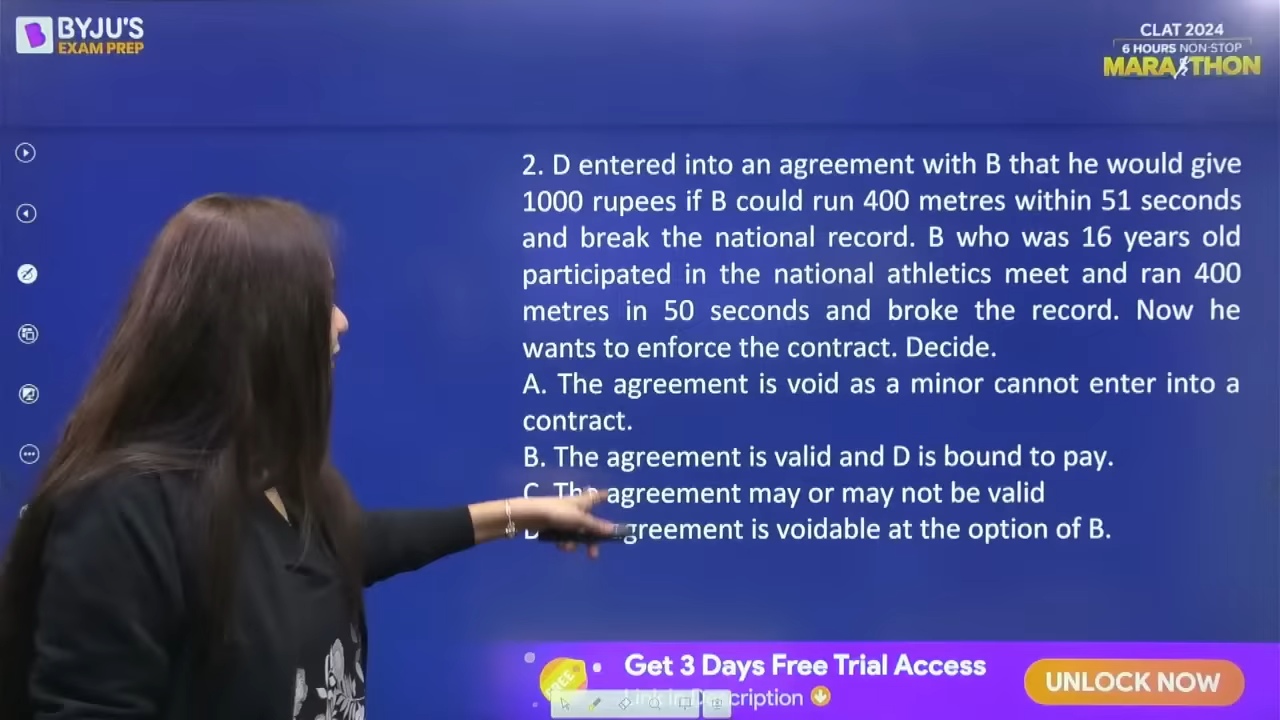 BYJU'S
EXAM PREP
CLAT 2024
6 HOURS NON-STOP
MARATHON
2. D entered into an agreement with B that he would give
1000 rupees if B could run 400 metres within 51 seconds
and break the national record. B who was 16 years old
participated in the national athletics meet and ran 400
metres in 50 seconds and broke the record. Now he
wants to enforce the contract. Decide.
A. The agreement is void as a minor cannot enter into a
contract.
B. The agreement is valid and D is bound to pay.
C. The agreement may or may not be valid
agreement is voidable at the option of B.
Get 3 Days Free Trial Access
FREE
UNLOCK NOW